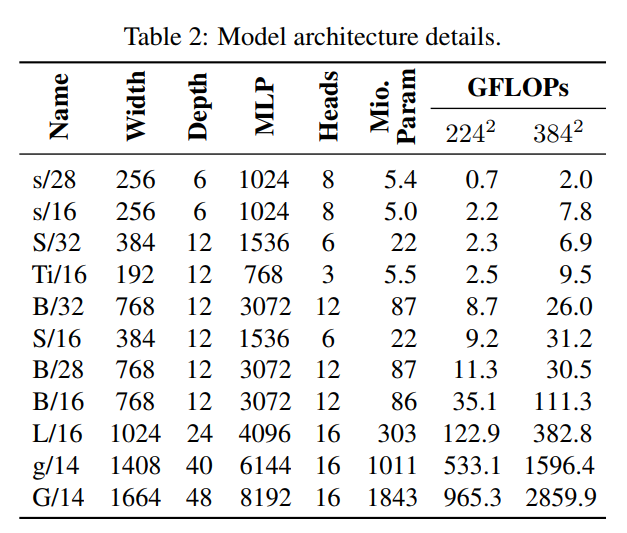 Table 2: Model architecture details.
Name Width Depth MLP Heads Mio. Param GFLOPs
224² 384²
s/28 256 6 1024 8 5.4 0.7 2.0
s/16 256 6 1024 8 5.0 2.2 7.8
S/32 384 12 1536 6 22 2.3 6.9
Ti/16 192 12 768 3 5.5 2.5 9.5
B/32 768 12 3072 12 87 8.7 26.0
S/16 384 12 1536 6 22 9.2 31.2
B/28 768 12 3072 12 87 11.3 30.5
B/16 768 12 3072 12 86 35.1 111.3
L/16 1024 24 4096 16 303 122.9 382.8
g/14 1408 40 6144 16 1011 533.1 1596.4
G/14 1664 48 8192 16 1843 965.3 2859.9